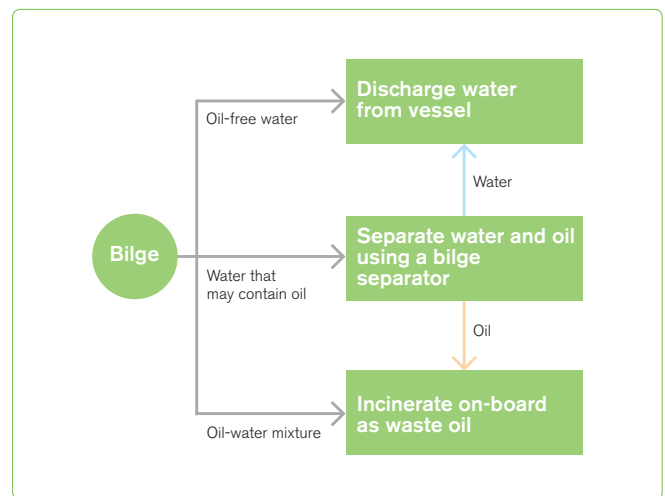 Discharge water
from vessel
Oil-free water
Water
Bilge
Separate water and oil
using a bilge
separator
Water that
may contain oil
Oil
Incinerate on-board
as waste oil
Oil-water mixture